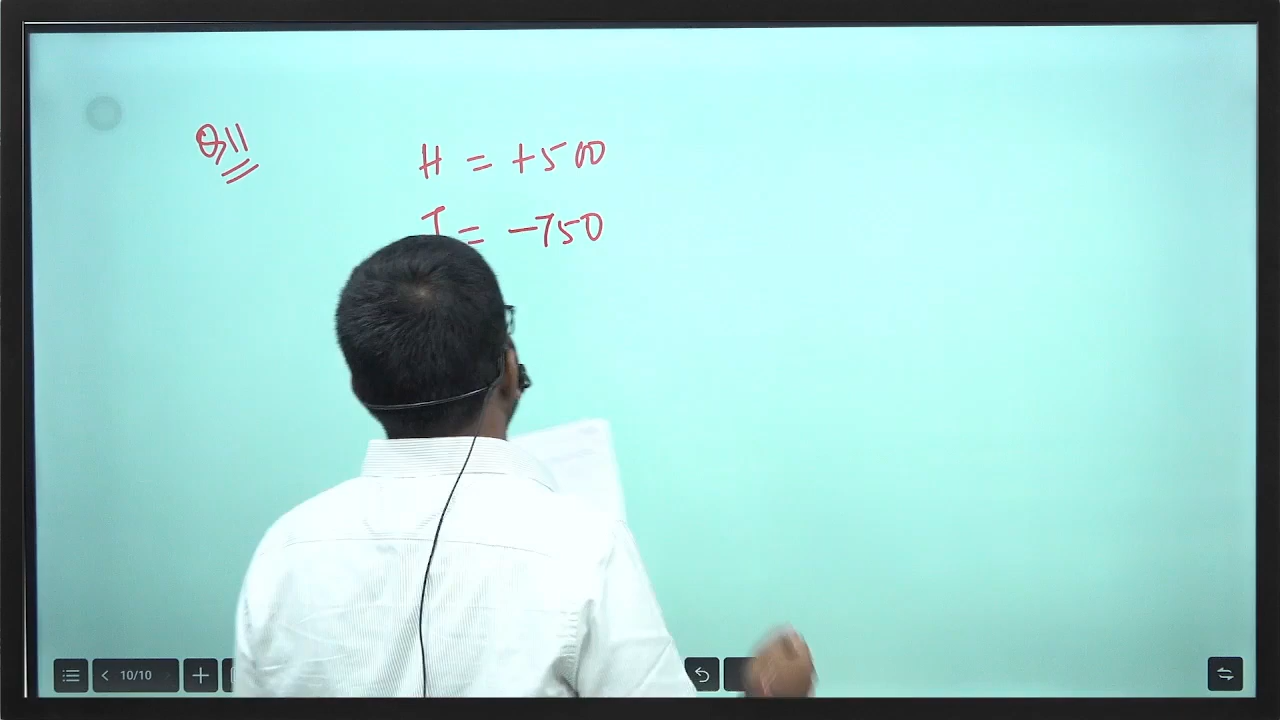 Q11
H = +500
T = -750
10/10